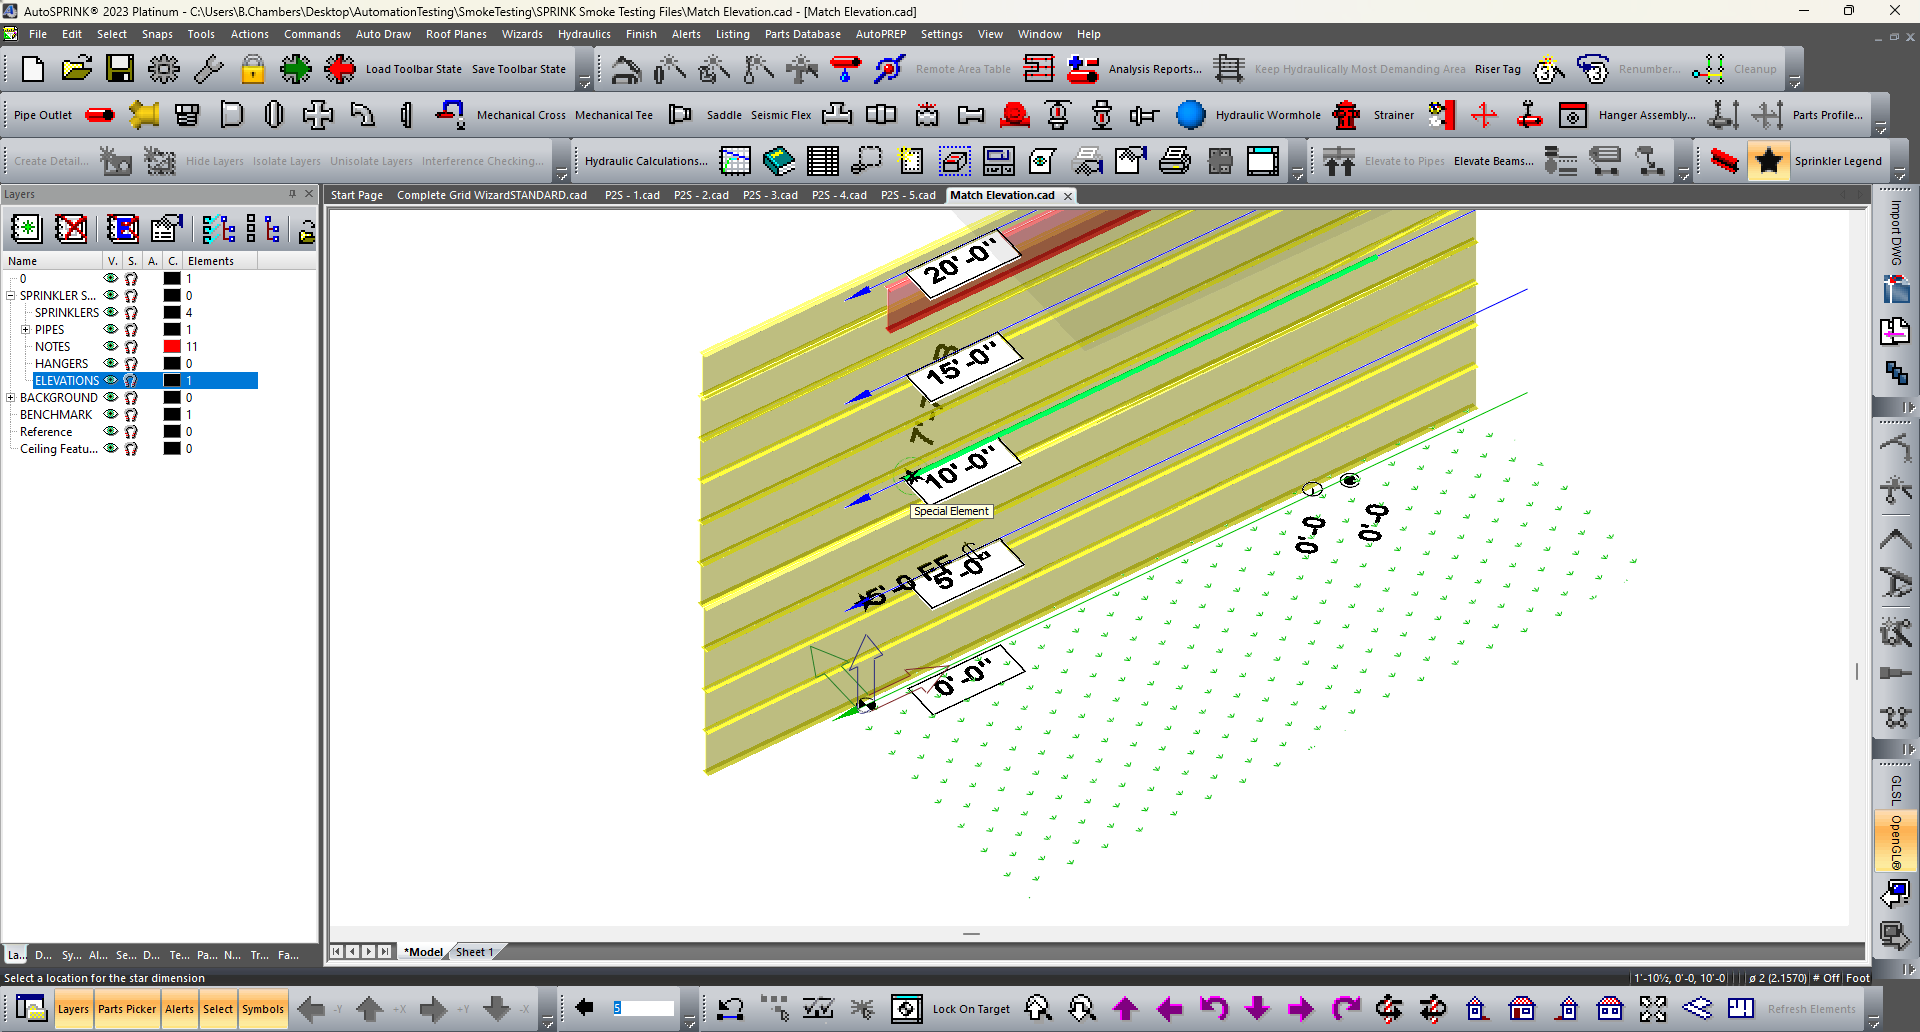 AutoSPRINK® 2023 Platinum - C:\Users\B.Chambers\Desktop\AutomationTesting\SmokeTesting\SPRINK Smoke Testing Files\Match Elevation.cad - [Match Elevation.cad]
File Edit Select Snaps Tools Actions Commands Auto Draw Roof Planes Wizards Hydraulics Finish Alerts Listing Parts Database AutoPREP Settings View Window Help
Load Toolbar State Save Toolbar State Remote Area Table Analysis Reports... Keep Hydraulically Most Demanding Area Riser Tag Renumber... Cleanup
Pipe Outlet Mechanical Cross Mechanical Tee Saddle Seismic Flex Hydraulic Wormhole Strainer Hanger Assembly... Parts Profile...
Create Detail... Hide Layers Isolate Layers Unisolate Layers Interference Checking... Hydraulic Calculations... Elevate to Pipes Elevate Beams... Sprinkler Legend
Layers
Start Page Complete Grid WizardSTANDARD.cad P2S - 1.cad P2S - 2.cad P2S - 3.cad P2S - 4.cad P2S - 5.cad Match Elevation.cad
Name V. S. A. C. Elements
0 1
SPRINKLER S... 0
SPRINKLERS 4
PIPES 1
NOTES 11
HANGERS 0
ELEVATIONS 1
BACKGROUND 0
BENCHMARK 1
Reference 0
Ceiling Featu... 0
20'-0"
15'-0"
10'-0"
Special Element
5'-0"
0'-0"
0'-0
0'-0
Import DWG
GLSL
OpenGL®
La... D... Sy... Al... Se... D... Te... Pa... N... Tr... Fa...
*Model Sheet 1
Select a location for the star dimension
1'-10½, 0'-0, 10'-0 ø 2 (2.1570) # Off Foot
Layers Parts Picker Alerts Select Symbols -Y +X +Y -X 5 Lock On Target Refresh Elements